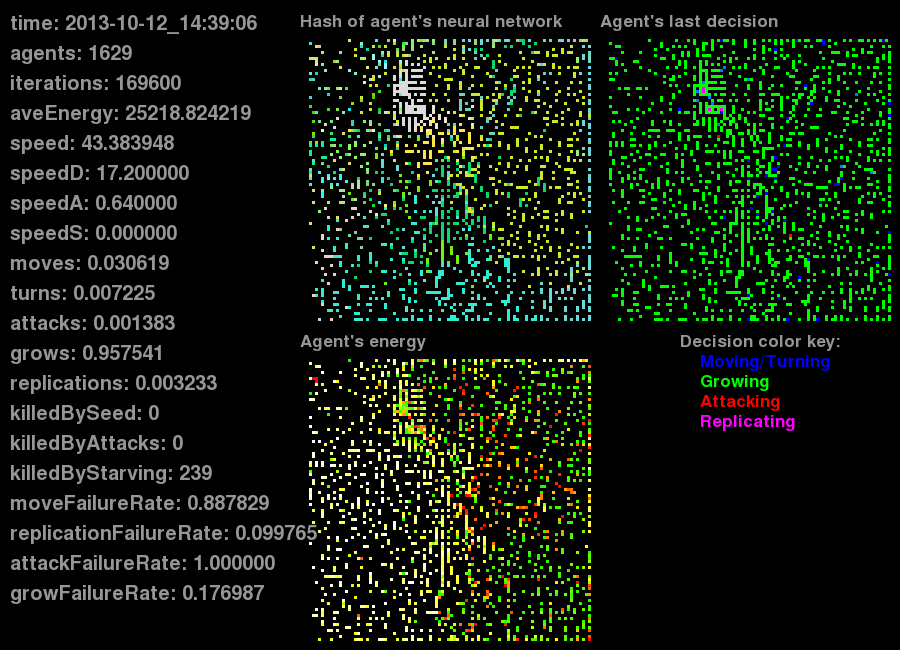 time: 2013-10-12_14:39:06
agents: 1629
iterations: 169600
aveEnergy: 25218.824219
speed: 43.383948
speedD: 17.200000
speedA: 0.640000
speedS: 0.000000
moves: 0.030619
turns: 0.007225
attacks: 0.001383
grows: 0.957541
replications: 0.003233
killedBySeed: 0
killedByAttacks: 0
killedByStarving: 239
moveFailureRate: 0.887829
replicationFailureRate: 0.099765
attackFailureRate: 1.000000
growFailureRate: 0.176987
Hash of agent's neural network
Agent's last decision
Agent's energy
Decision color key:
Moving/Turning
Growing
Attacking
Replicating